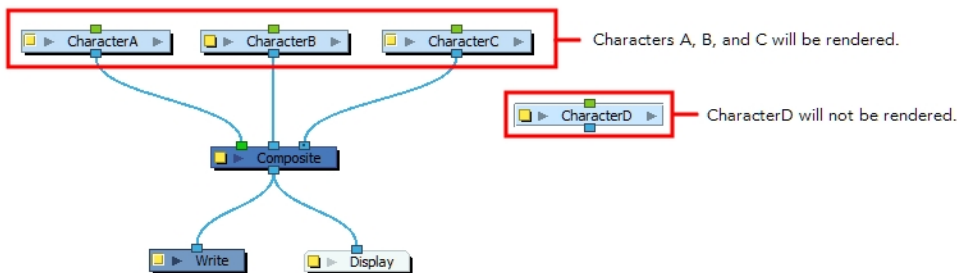 CharacterA
CharacterB
CharacterC
Characters A, B, and C will be rendered.
CharacterD
CharacterD will not be rendered.
Composite
Write
Display